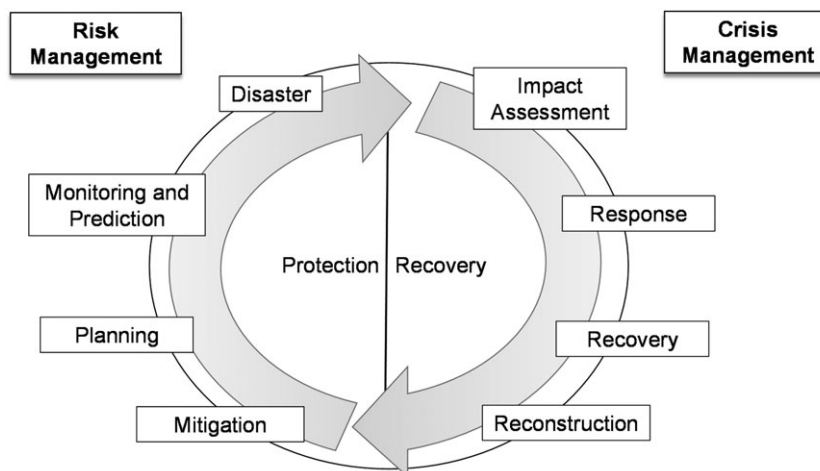 Risk
Management
Crisis
Management
Disaster
Impact
Assessment
Monitoring and
Prediction
Response
Protection
Recovery
Planning
Recovery
Mitigation
Reconstruction